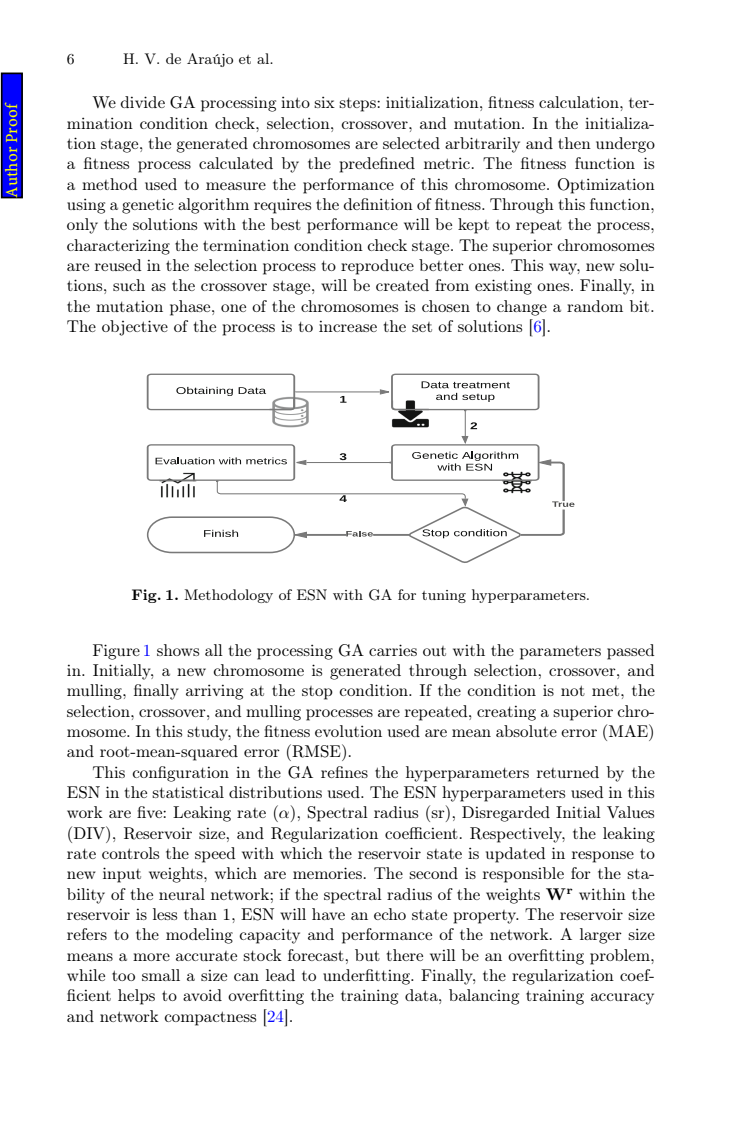 6 H. V. de Araújo et al.
Author Proof
We divide GA processing into six steps: initialization, fitness calculation, ter-
mination condition check, selection, crossover, and mutation. In the initializa-
tion stage, the generated chromosomes are selected arbitrarily and then undergo
a fitness process calculated by the predefined metric. The fitness function is
a method used to measure the performance of this chromosome. Optimization
using a genetic algorithm requires the definition of fitness. Through this function,
only the solutions with the best performance will be kept to repeat the process,
characterizing the termination condition check stage. The superior chromosomes
are reused in the selection process to reproduce better ones. This way, new solu-
tions, such as the crossover stage, will be created from existing ones. Finally, in
the mutation phase, one of the chromosomes is chosen to change a random bit.
The objective of the process is to increase the set of solutions [6].
Obtaining Data
1
Data treatment
and setup
2
Evaluation with metrics
3
Genetic Algorithm
with ESN
4
True
Finish
False
Stop condition
Fig. 1. Methodology of ESN with GA for tuning hyperparameters.
Figure 1 shows all the processing GA carries out with the parameters passed
in. Initially, a new chromosome is generated through selection, crossover, and
mulling, finally arriving at the stop condition. If the condition is not met, the
selection, crossover, and mulling processes are repeated, creating a superior chro-
mosome. In this study, the fitness evolution used are mean absolute error (MAE)
and root-mean-squared error (RMSE).
This configuration in the GA refines the hyperparameters returned by the
ESN in the statistical distributions used. The ESN hyperparameters used in this
work are five: Leaking rate (α), Spectral radius (sr), Disregarded Initial Values
(DIV), Reservoir size, and Regularization coefficient. Respectively, the leaking
rate controls the speed with which the reservoir state is updated in response to
new input weights, which are memories. The second is responsible for the sta-
bility of the neural network; if the spectral radius of the weights Wʳ within the
reservoir is less than 1, ESN will have an echo state property. The reservoir size
refers to the modeling capacity and performance of the network. A larger size
means a more accurate stock forecast, but there will be an overfitting problem,
while too small a size can lead to underfitting. Finally, the regularization coef-
ficient helps to avoid overfitting the training data, balancing training accuracy
and network compactness [24].